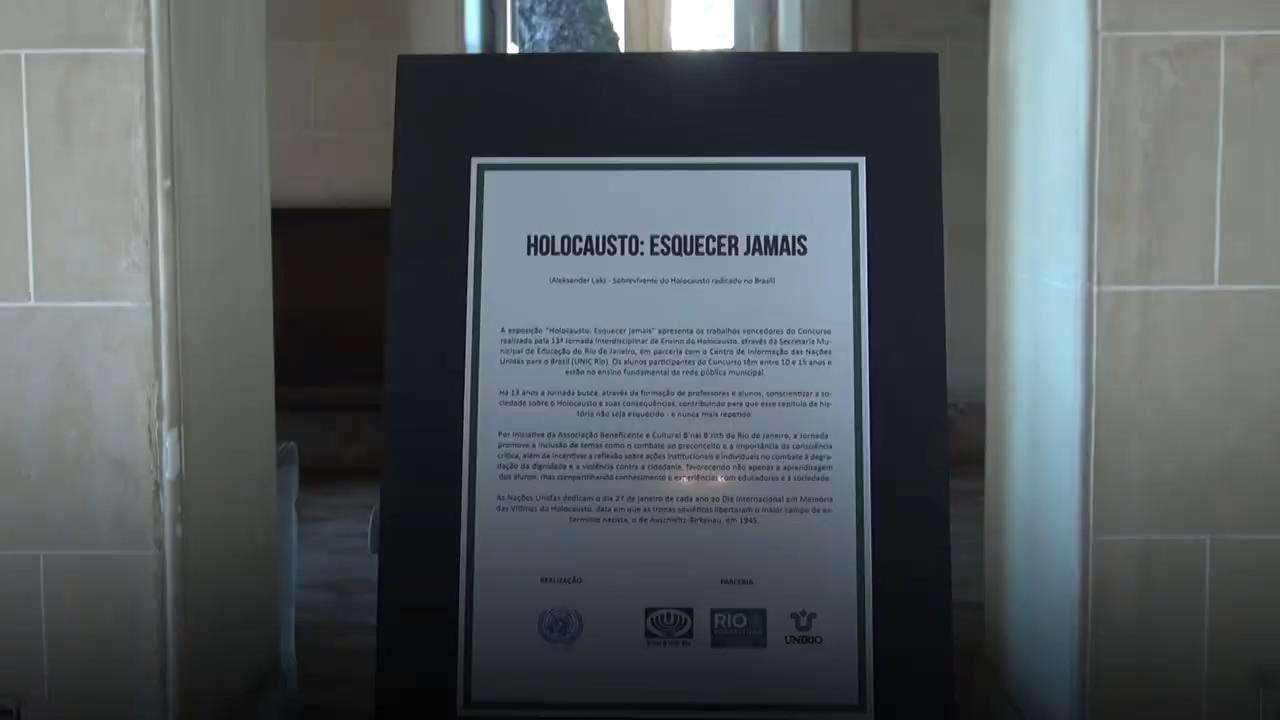 HOLOCAUSTO: ESQUECER JAMAIS
(Aleksander Laks - Sobrevivente do Holocausto radicado no Brasil)
A exposição "Holocausto: Esquecer Jamais" apresenta os trabalhos vencedores do Concurso
realizado pela 13ª Jornada Interdisciplinar de Ensino do Holocausto, através da Secretaria Mu-
nicipal de Educação do Rio de Janeiro, em parceria com o Centro de Informação das Nações
Unidas para o Brasil (UNIC Rio). Os alunos participantes do Concurso têm entre 10 e 15 anos e
estão no ensino fundamental da rede pública municipal.
Há 13 anos a Jornada busca, através da formação de professores e alunos, conscientizar a so-
ciedade sobre o Holocausto e suas consequências, contribuindo para que esse capítulo da his-
tória não seja esquecido - e nunca mais repetido.
Por iniciativa da Associação Beneficente e Cultural B'nai B'rith do Rio de Janeiro, a Jornada
promove a inclusão de temas como o combate ao preconceito e a importância da consciência
crítica, além de incentivar a reflexão sobre ações institucionais e individuais no combate à degra-
dação da dignidade e a violência contra a cidadania, favorecendo não apenas a aprendizagem
dos alunos, mas compartilhando conhecimento e experiências com educadores e a sociedade.
As Nações Unidas dedicam o dia 27 de janeiro de cada ano ao Dia Internacional em Memória
das Vítimas do Holocausto, data em que as tropas soviéticas libertaram o maior campo de ex-
termínio nazista, o de Auschwitz-Birkenau, em 1945.
REALIZAÇÃO: PARCERIA
RIO
UNIRIO